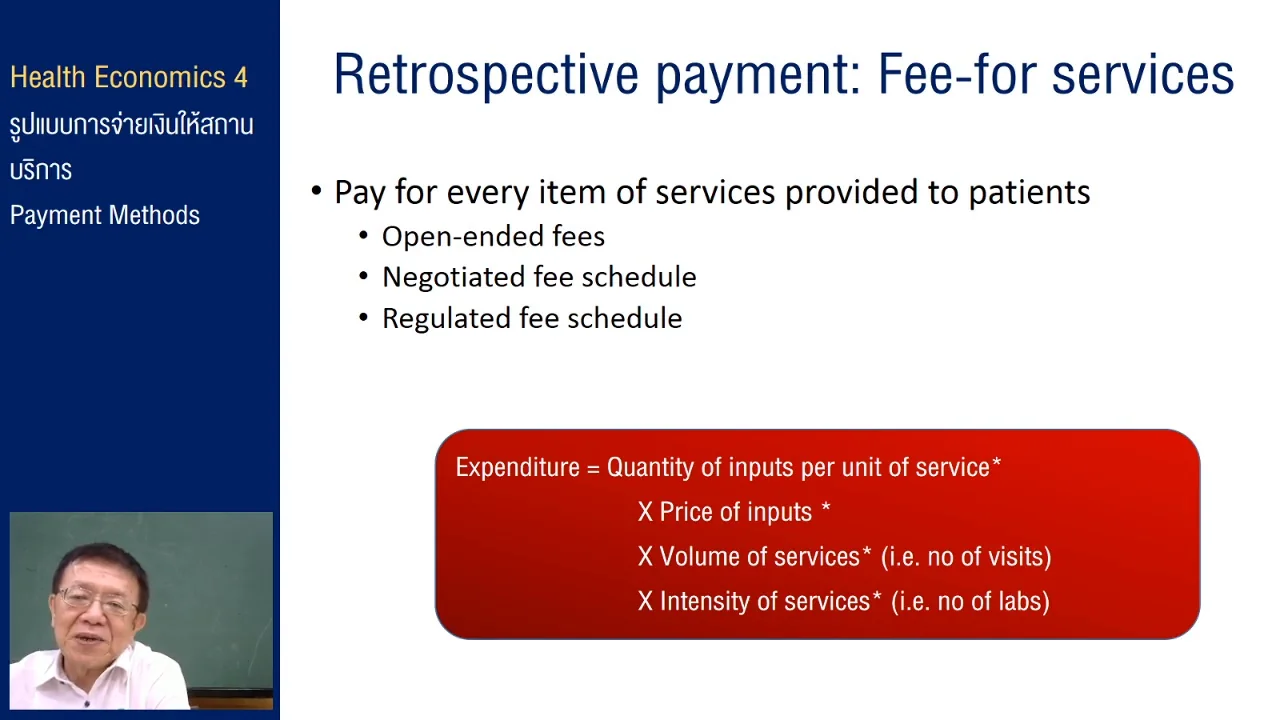 Health Economics 4
รูปแบบการจ่ายเงินให้สถาน
บริการ
Payment Methods
Retrospective payment: Fee-for services
• Pay for every item of services provided to patients
• Open-ended fees
• Negotiated fee schedule
• Regulated fee schedule
Expenditure = Quantity of inputs per unit of service*
X Price of inputs *
X Volume of services* (i.e. no of visits)
X Intensity of services* (i.e. no of labs)